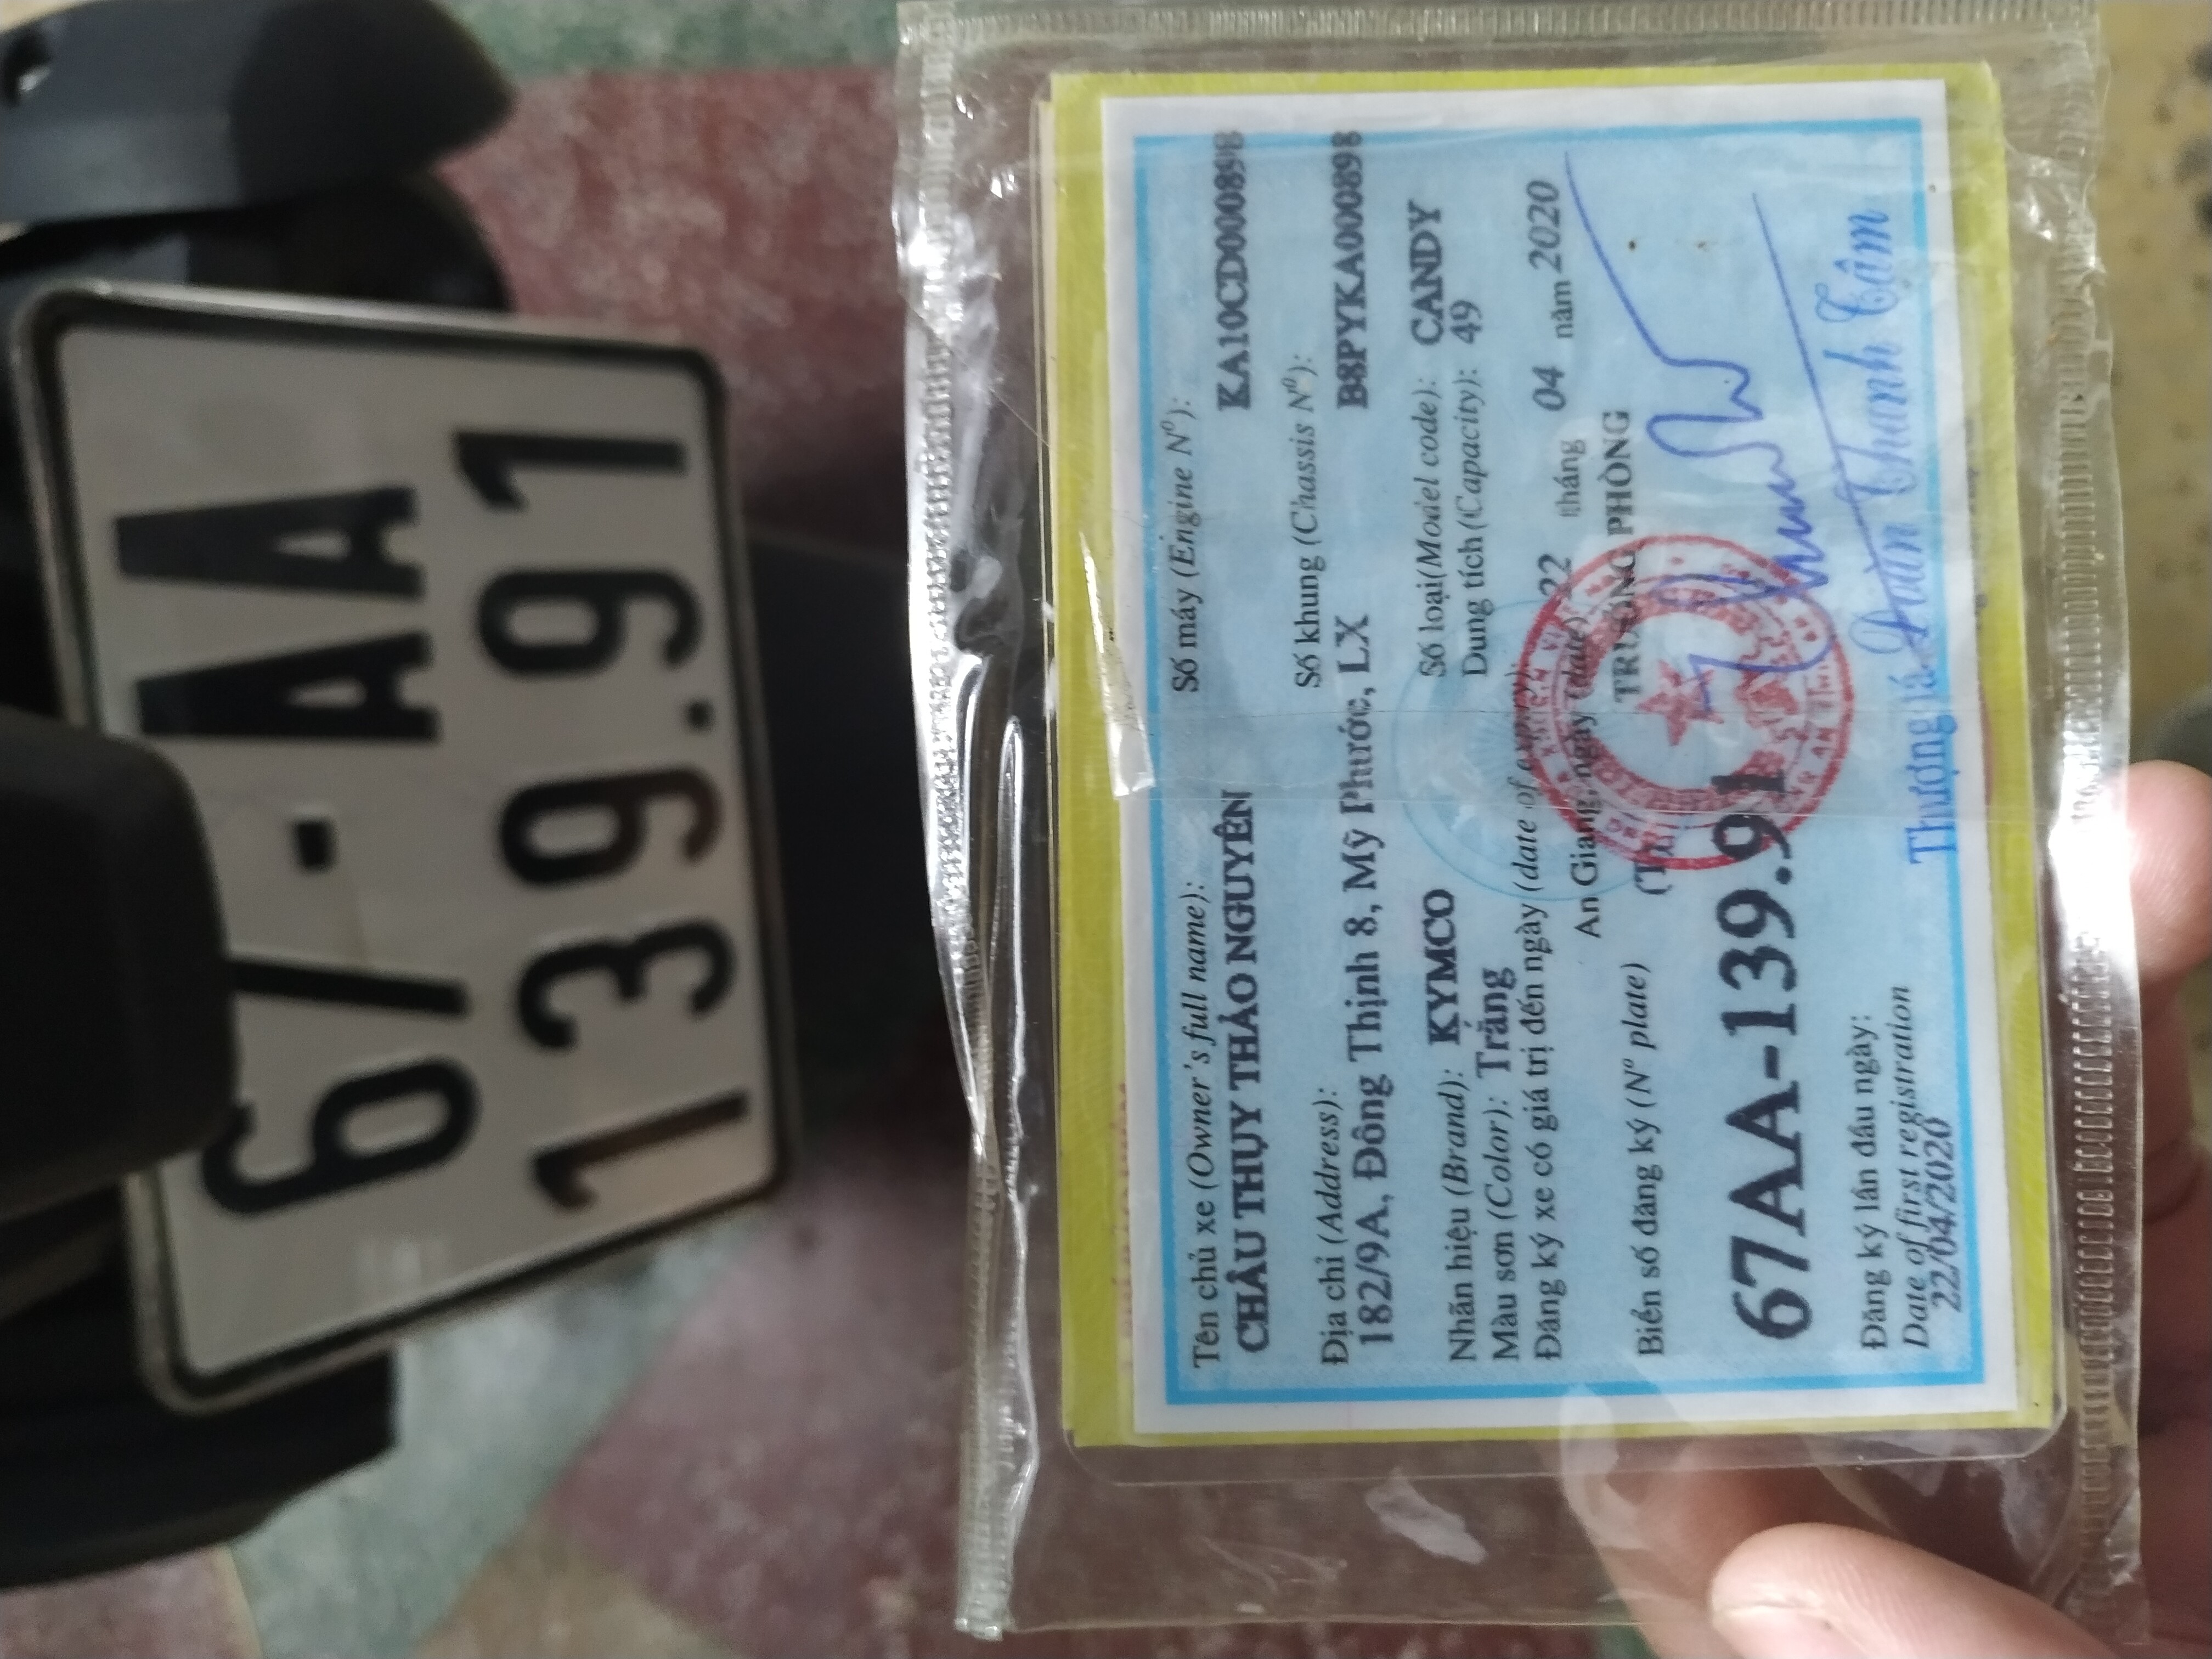 67-AA
139.91
Tên chủ xe (Owner's full name):
CHÂU THỤY THẢO NGUYÊN
Số máy (Engine Nº):
KA10CD000898
Địa chỉ (Address):
182/9A, Đông Thịnh 8, Mỹ Phước, LX
Số khung (Chassis Nº):
B8PYKA000898
Nhãn hiệu (Brand): KYMCO
Số loại(Model code): CANDY
Màu sơn (Color): Trắng
Dung tích (Capacity): 49
Đăng ký xe có giá trị đến ngày (date of expiry)
An Giang, ngày (date) 22 tháng 04 năm 2020
TRƯỞNG PHÒNG
Biển số đăng ký (Nº plate)
67AA-139.91
Đăng ký lần đầu ngày:
Date of first registration
22/04/2020
Thượng tá Đoàn Thanh Tâm